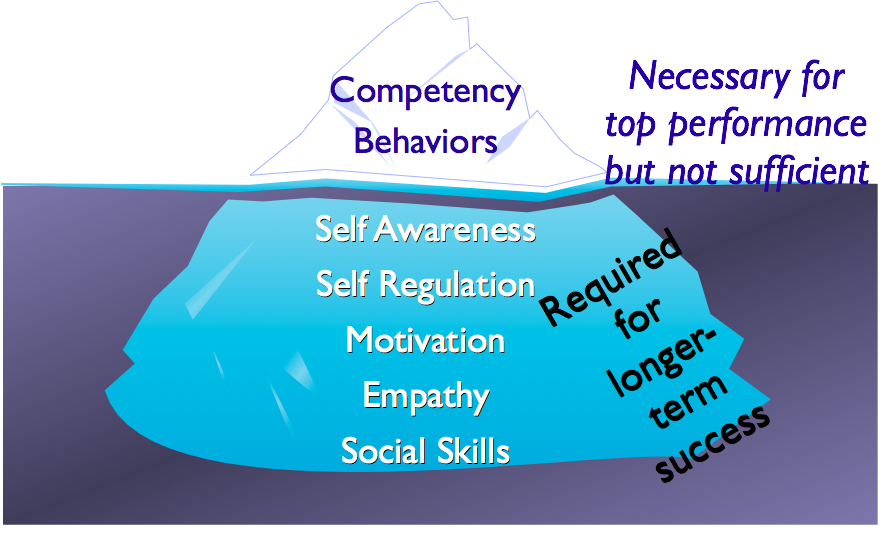 Competency
Behaviors
Necessary for
top performance
but not sufficient
Self Awareness
Self Regulation
Motivation
Empathy
Social Skills
Required
for
longer-
term
success